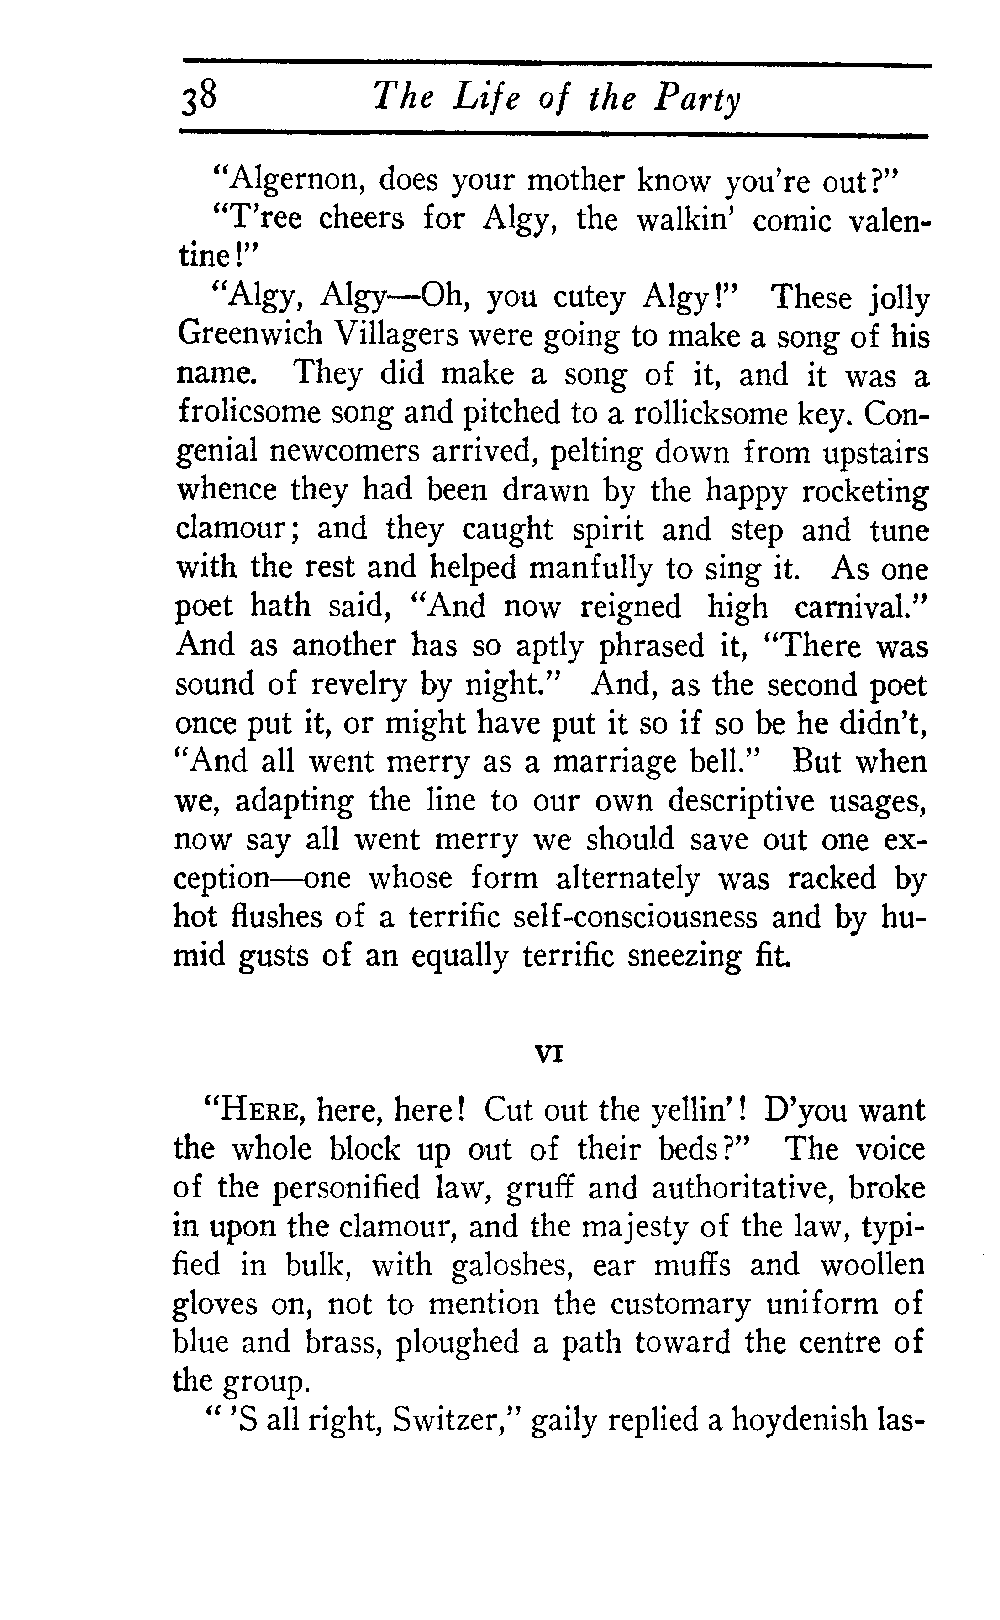 38 The Life of the Party
"Algernon, does your mother know you're out?"
"T'ree cheers for Algy, the walkin' comic valen-
tine!"
"Algy, Algy—Oh, you cutey Algy!" These jolly
Greenwich Villagers were going to make a song of his
name. They did make a song of it, and it was a
frolicsome song and pitched to a rollicksome key. Con-
genial newcomers arrived, pelting down from upstairs
whence they had been drawn by the happy rocketing
clamour; and they caught spirit and step and tune
with the rest and helped manfully to sing it. As one
poet hath said, "And now reigned high carnival."
And as another has so aptly phrased it, "There was
sound of revelry by night." And, as the second poet
once put it, or might have put it so if so be he didn't,
"And all went merry as a marriage bell." But when
we, adapting the line to our own descriptive usages,
now say all went merry we should save out one ex-
ception—one whose form alternately was racked by
hot flushes of a terrific self-consciousness and by hu-
mid gusts of an equally terrific sneezing fit.
VI
"HERE, here, here! Cut out the yellin'! D'you want
the whole block up out of their beds?" The voice
of the personified law, gruff and authoritative, broke
in upon the clamour, and the majesty of the law, typi-
fied in bulk, with galoshes, ear muffs and woollen
gloves on, not to mention the customary uniform of
blue and brass, ploughed a path toward the centre of
the group.
" 'S all right, Switzer," gaily replied a hoydenish las-